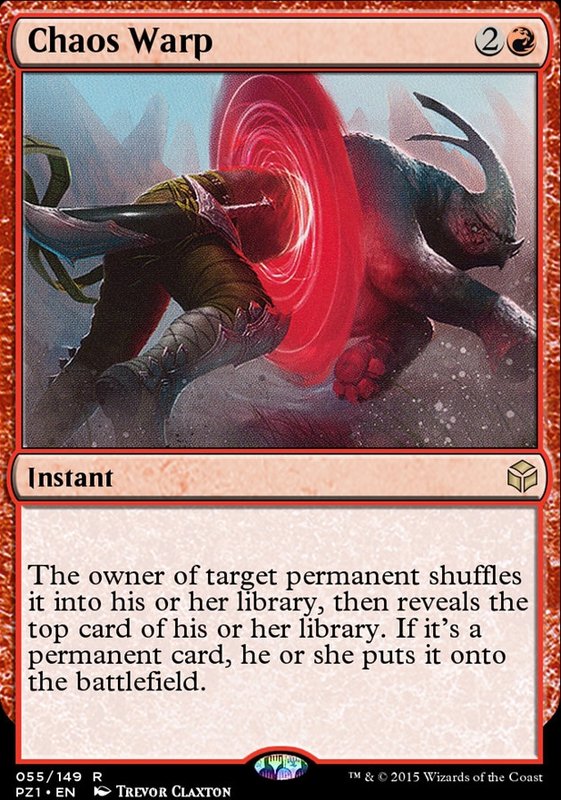 Chaos Warp 2
Instant
The owner of target permanent shuffles
it into his or her library, then reveals the
top card of his or her library. If it's a
permanent card, he or she puts it onto
the battlefield.
055/149 R
PZ1 • EN Trevor Claxton
™ & © 2015 Wizards of the Coast